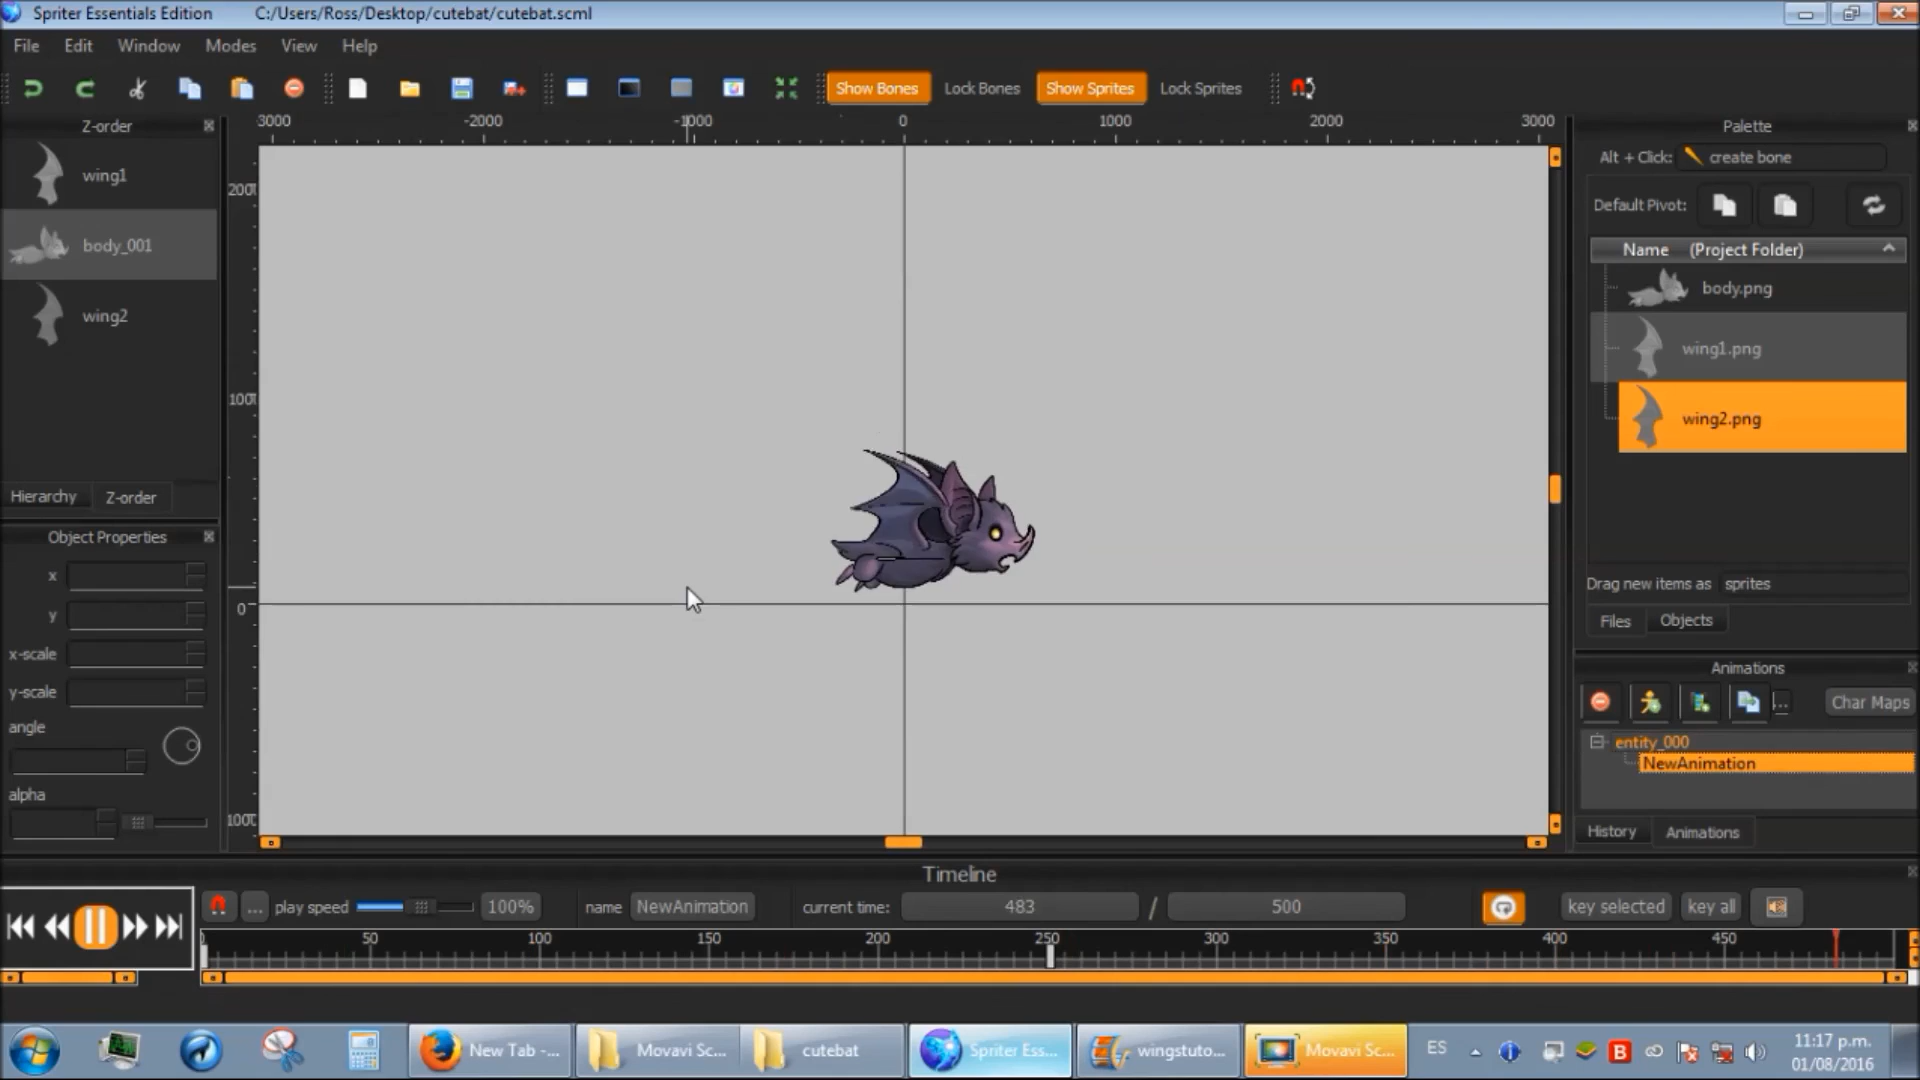 Spriter Essentials Edition C:/Users/Ross/Desktop/cutebat/cutebat.scml
File Edit Window Modes View Help
Show Bones Lock Bones Show Sprites Lock Sprites
Z-order
wing1
body_001
wing2
Hierarchy Z-order
Object Properties
x
y
x-scale
y-scale
angle
alpha
3000 -2000 -1000 0 1000 2000 3000
200
100
0
100
Palette
Alt + Click: create bone
Default Pivot:
Name (Project Folder)
body.png
wing1.png
wing2.png
Drag new items as sprites
Files Objects
Animations
... Char Maps
entity_000
NewAnimation
History Animations
Timeline
... play speed 100% name NewAnimation current time: 483 / 500 key selected key all
50 100 150 200 250 300 350 400 450
New Tab -... Movavi Sc... cutebat Spriter Ess... wingstuto... Movavi Sc... ES 11:17 p.m.
01/08/2016